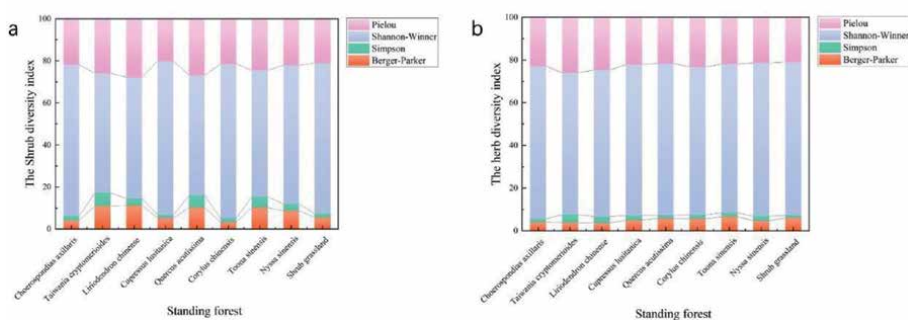 a
Pielou
Shannon-Winner
Simpson
Berger-Parker
The Shrub diversity index
100
80
60
40
20
0
Choerospondias axillaris
Taiwania cryptomerioides
Liriodendron chinense
Cupressus lusitanica
Quercus acutissima
Corylus chinensis
Toona sinensis
Nyssa sinensis
Shrub grassland
Standing forest
b
Pielou
Shannon-Winner
Simpson
Berger-Parker
The herb diversity index
100
80
60
40
20
0
Choerospondias axillaris
Taiwania cryptomerioides
Liriodendron chinense
Cupressus lusitanica
Quercus acutissima
Corylus chinensis
Toona sinensis
Nyssa sinensis
Shrub grassland
Standing forest